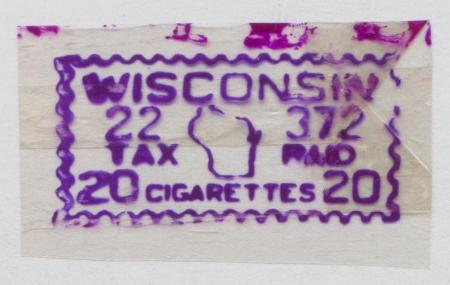 WISCONSIN
22 372
TAX PAID
20 CIGARETTES 20